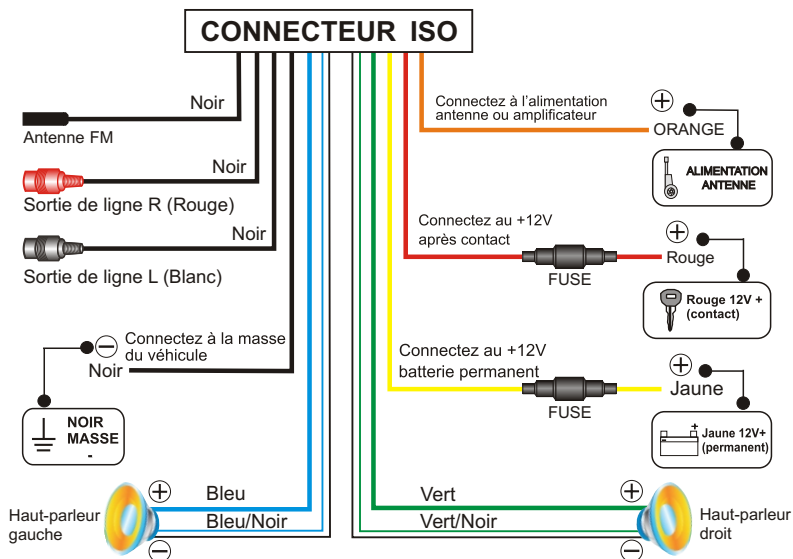 CONNECTEUR ISO
Noir
Antenne FM
Noir
Sortie de ligne R (Rouge)
Noir
Sortie de ligne L (Blanc)
Connectez à la masse
du véhicule
Noir
NOIR
MASSE
-
Bleu
Bleu/Noir
Haut-parleur
gauche
Connectez à l'alimentation
antenne ou amplificateur
ORANGE
ALIMENTATION
ANTENNE
Connectez au +12V
après contact
FUSE
Rouge
Rouge 12V +
(contact)
Connectez au +12V
batterie permanent
FUSE
Jaune
Jaune 12V+
(permanent)
Vert
Vert/Noir
Haut-parleur
droit